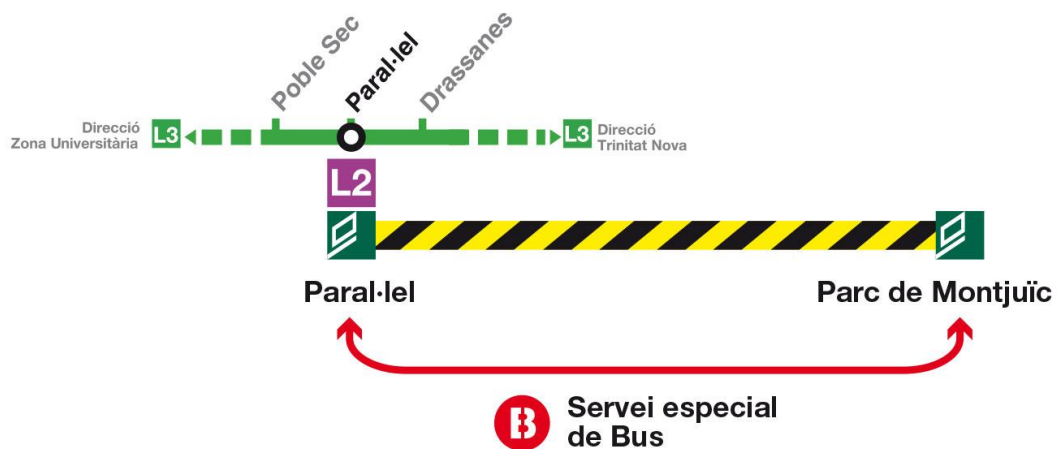 Poble Sec
Paral·lel
Drassanes
Direcció
Zona Universitària
L3
L3
Direcció
Trinitat Nova
L2
Paral·lel
Parc de Montjuïc
B
Servei especial
de Bus